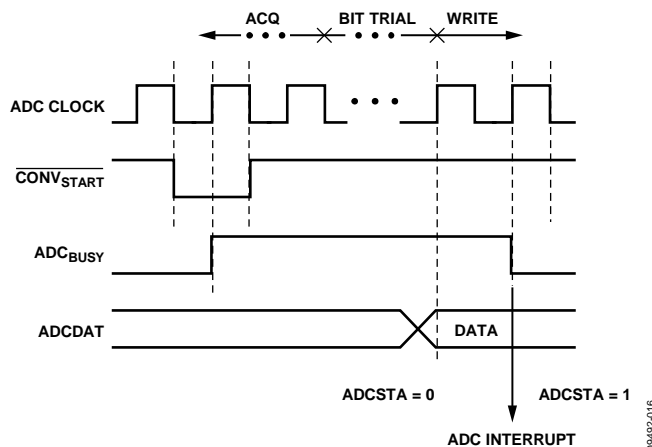 ACQ BIT TRIAL WRITE
ADC CLOCK
CONVSTART
ADCBUSY
ADCDAT
DATA
ADCSTA = 0 ADCSTA = 1
ADC INTERRUPT
09492-016